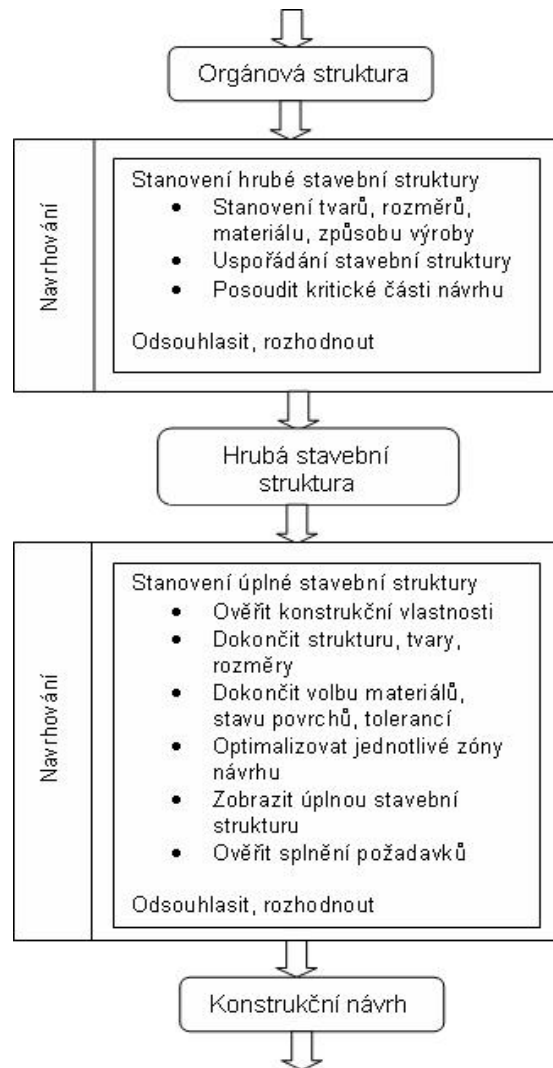 Orgánová struktura
Navrhování
Stanovení hrubé stavební struktury
• Stanovení tvarů, rozměrů,
materiálu, způsobu výroby
• Uspořádání stavební struktury
• Posoudit kritické části návrhu
Odsouhlasit, rozhodnout
Hrubá stavební
struktura
Navrhování
Stanovení úplné stavební struktury
• Ověřit konstrukční vlastnosti
• Dokončit strukturu, tvary,
rozměry
• Dokončit volbu materiálů,
stavu povrchů, tolerancí
• Optimalizovat jednotlivé zóny
návrhu
• Zobrazit úplnou stavební
strukturu
• Ověřit splnění požadavků
Odsouhlasit, rozhodnout
Konstrukční návrh